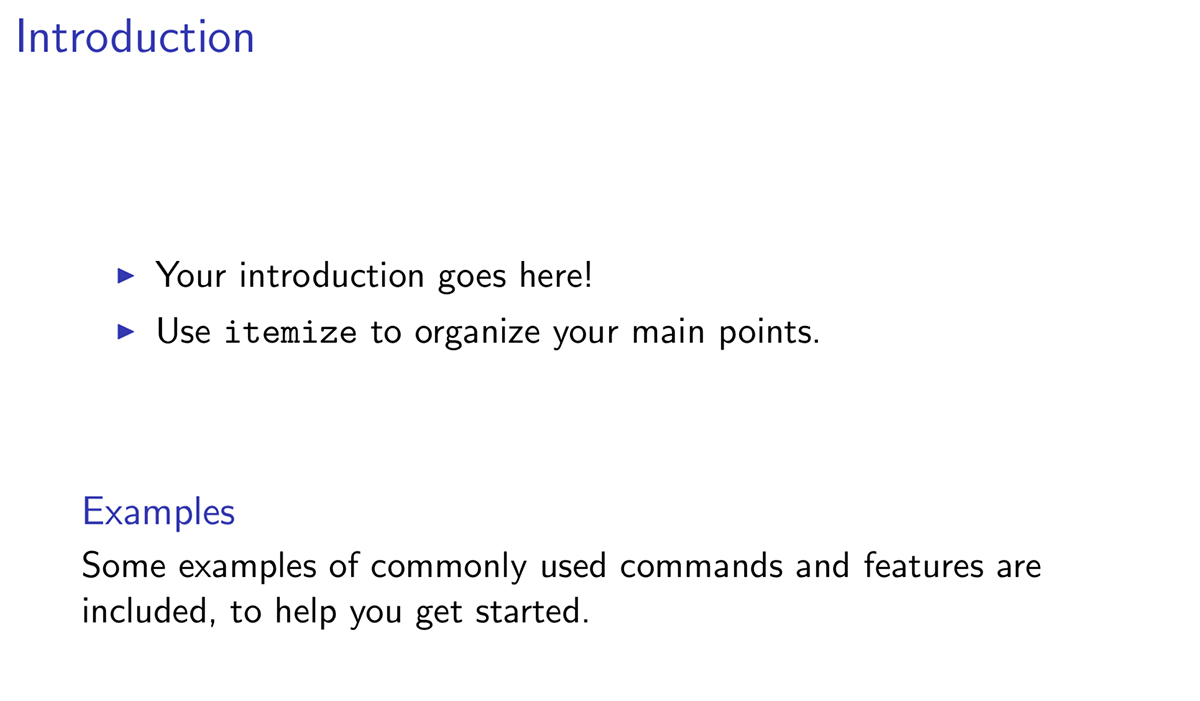 Introduction
Your introduction goes here!
Use itemize to organize your main points.
Examples
Some examples of commonly used commands and features are
included, to help you get started.